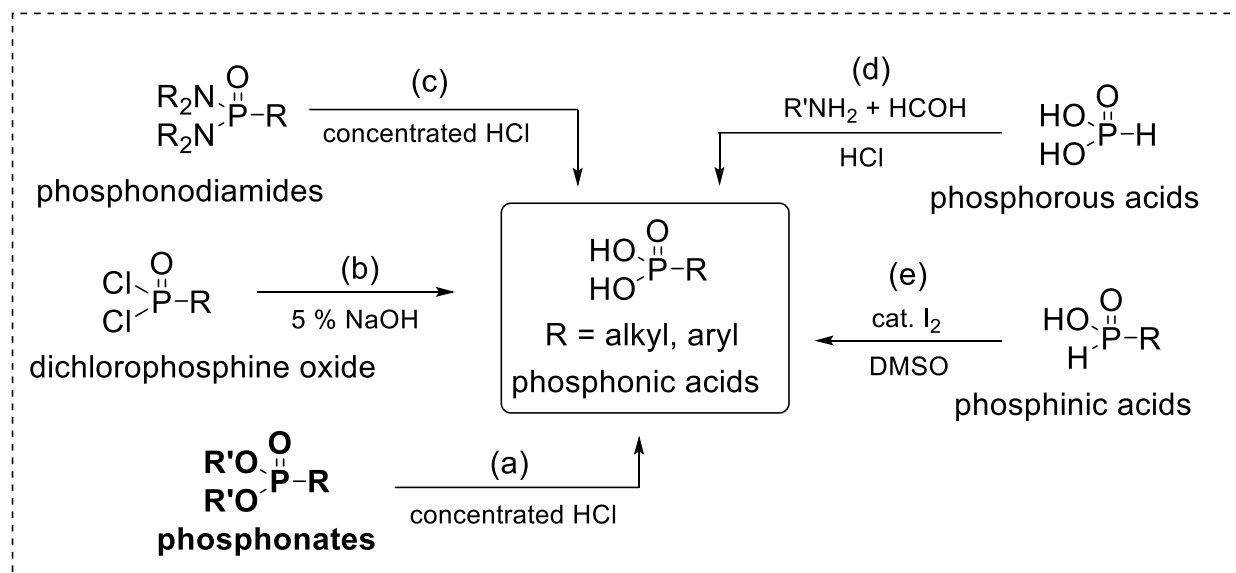 (c)
R₂N
R₂N
O
P–R
concentrated HCl
phosphonodiamides
(d)
R'NH₂ + HCOH
HCl
HO
HO
O
P–H
phosphorous acids
Cl
Cl
O
P–R
(b)
5 % NaOH
dichlorophosphine oxide
HO
HO
O
P–R
R = alkyl, aryl
phosphonic acids
(e)
cat. I₂
DMSO
HO
H
O
P–R
phosphinic acids
R'O
R'O
O
P–R
phosphonates
(a)
concentrated HCl